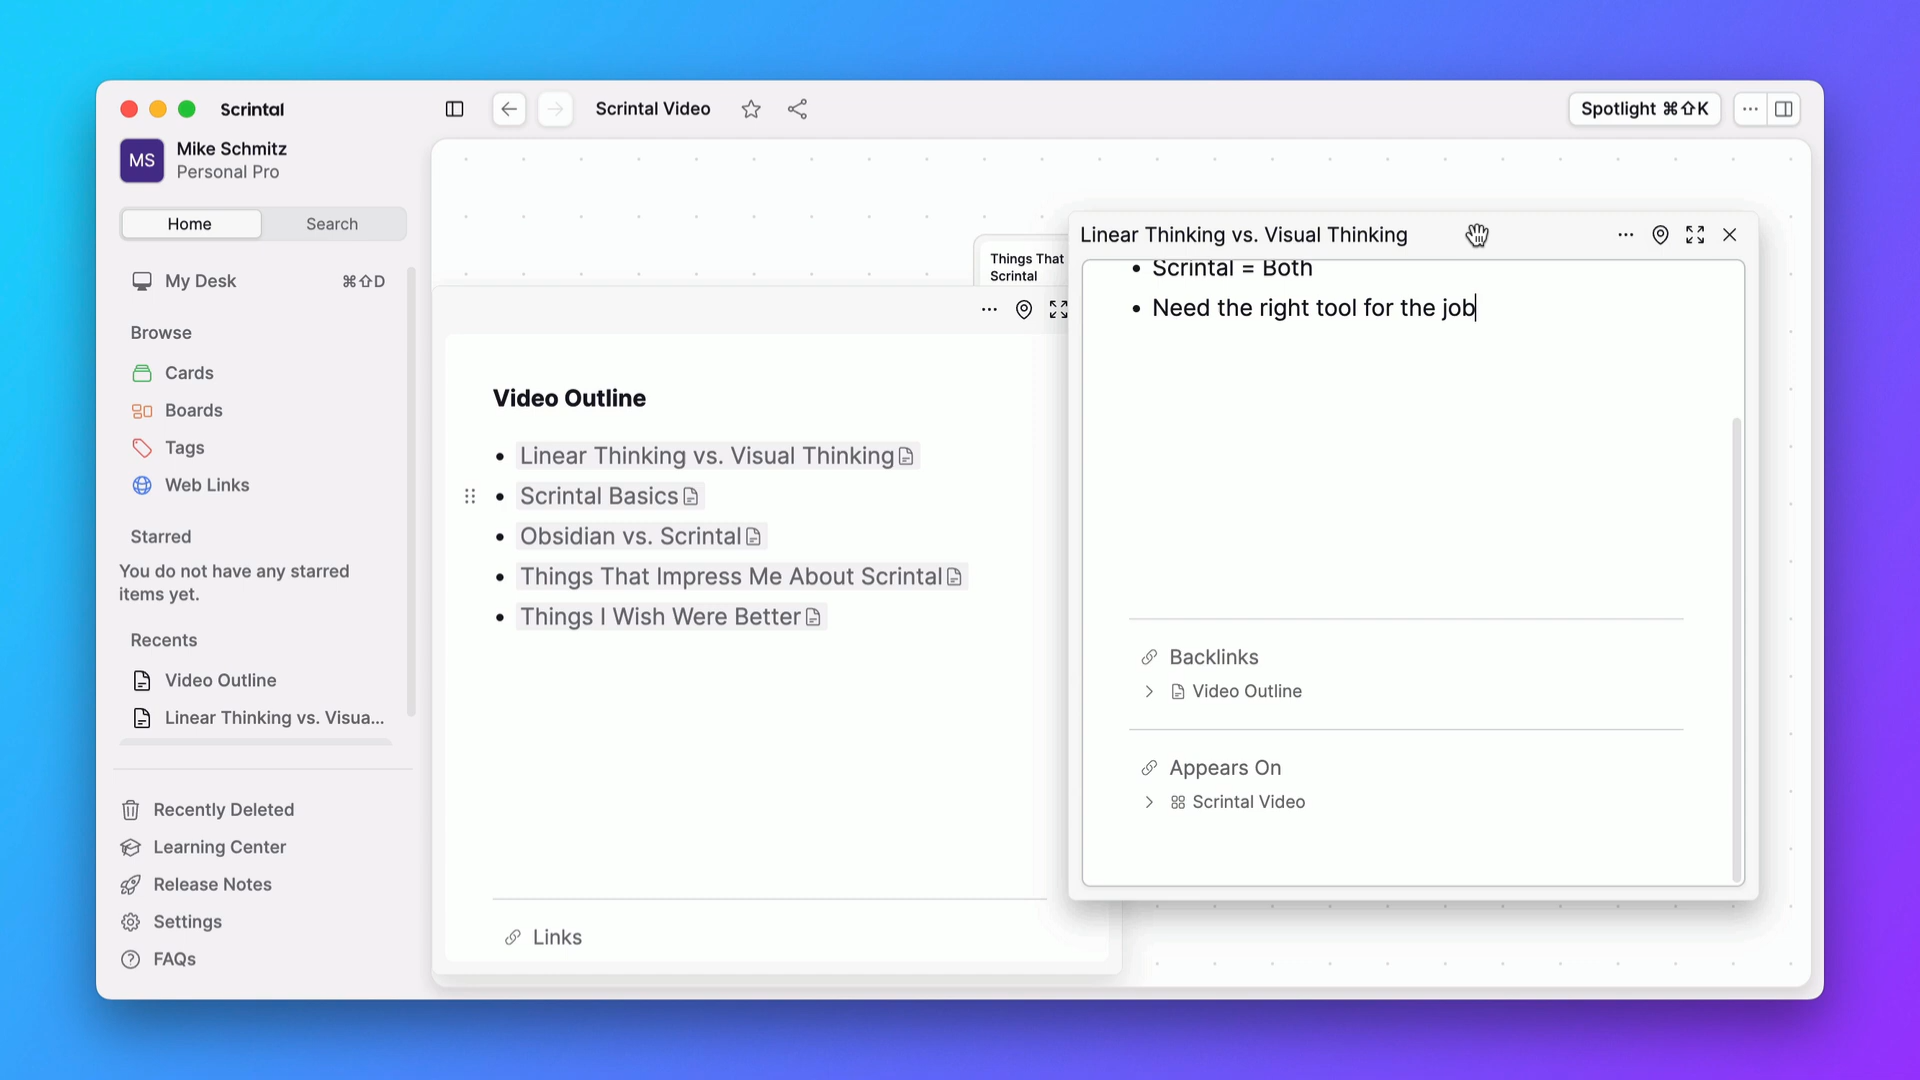 Scrintal
Scrintal Video
Spotlight ⌘⇧K
MS
Mike Schmitz
Personal Pro
Home
Search
My Desk
⌘⇧D
Browse
Cards
Boards
Tags
Web Links
Starred
You do not have any starred
items yet.
Recents
Video Outline
Linear Thinking vs. Visua...
Recently Deleted
Learning Center
Release Notes
Settings
FAQs
Things That
Scrintal
Video Outline
• Linear Thinking vs. Visual Thinking
• Scrintal Basics
• Obsidian vs. Scrintal
• Things That Impress Me About Scrintal
• Things I Wish Were Better
Links
Linear Thinking vs. Visual Thinking
• Scrintal = Both
• Need the right tool for the job
Backlinks
Video Outline
Appears On
Scrintal Video